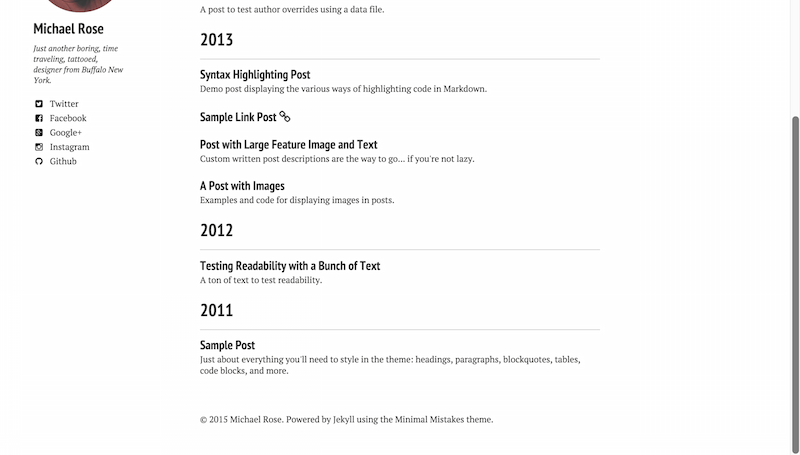 Michael Rose
Just another boring, time
traveling, tattooed,
designer from Buffalo New
York.
Twitter
Facebook
Google+
Instagram
Github
A post to test author overrides using a data file.
2013
Syntax Highlighting Post
Demo post displaying the various ways of highlighting code in Markdown.
Sample Link Post
Post with Large Feature Image and Text
Custom written post descriptions are the way to go... if you're not lazy.
A Post with Images
Examples and code for displaying images in posts.
2012
Testing Readability with a Bunch of Text
A ton of text to test readability.
2011
Sample Post
Just about everything you'll need to style in the theme: headings, paragraphs, blockquotes, tables,
code blocks, and more.
© 2015 Michael Rose. Powered by Jekyll using the Minimal Mistakes theme.